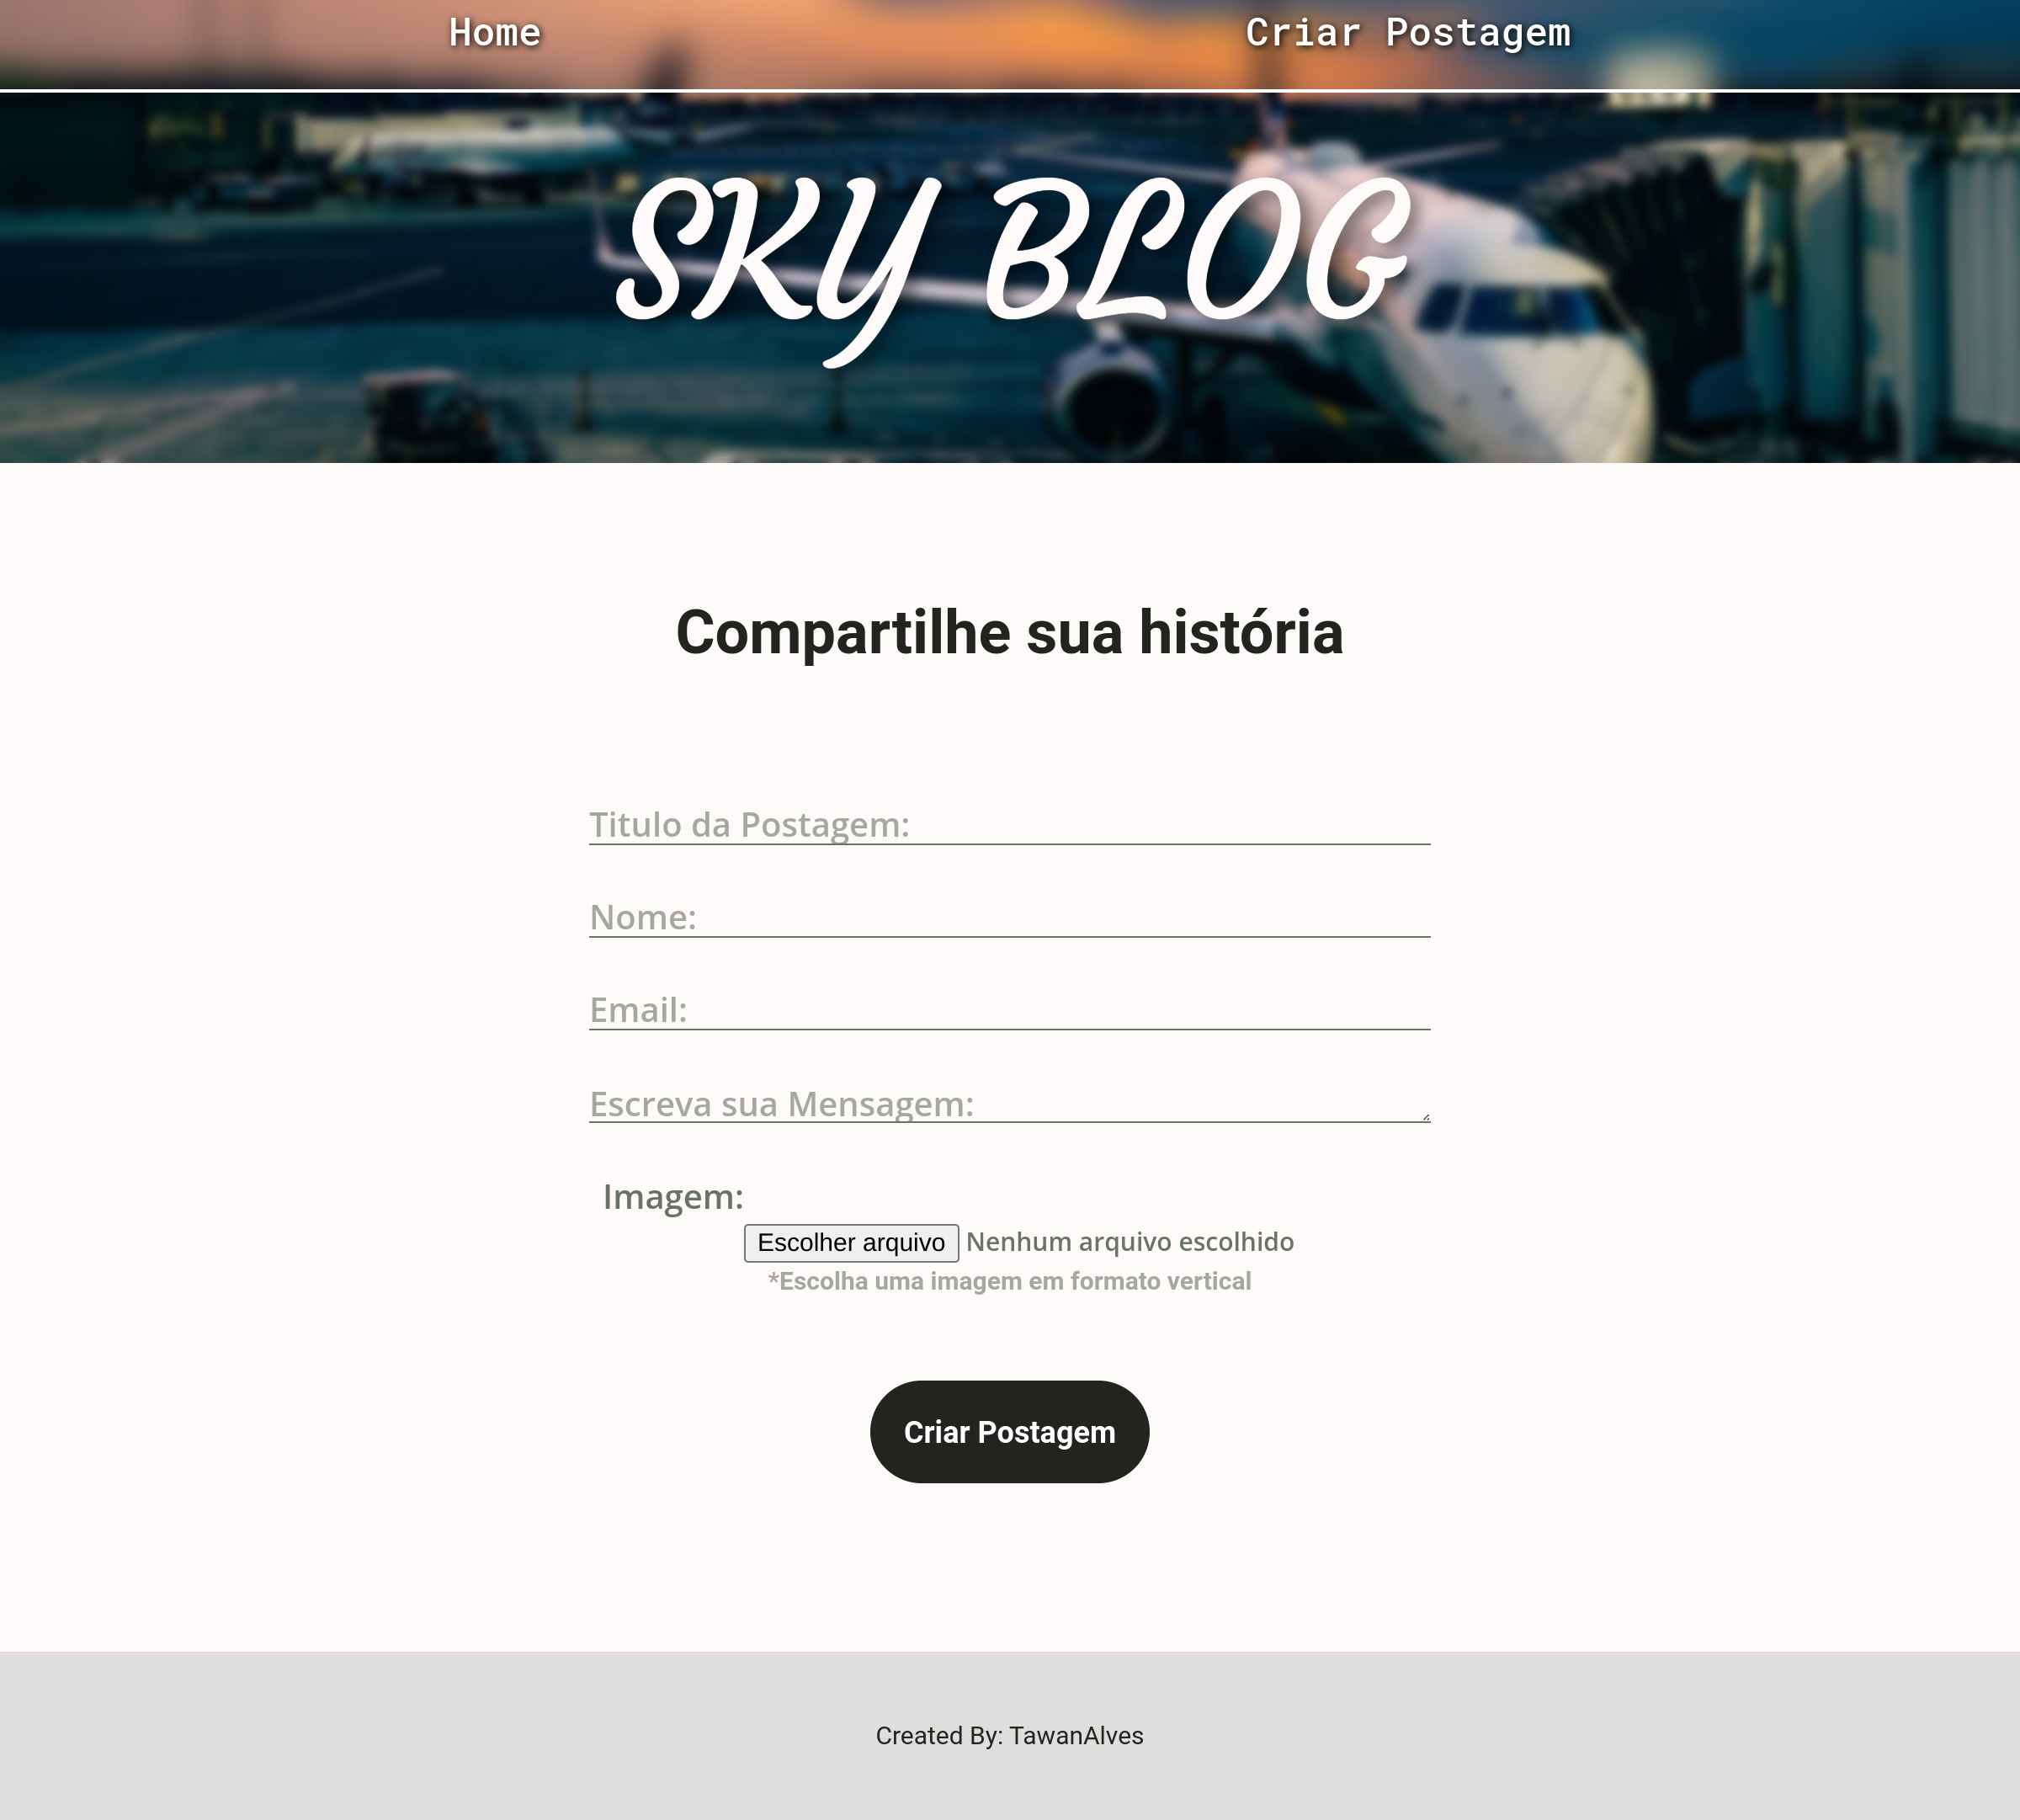 Home
Criar Postagem
SKY BLOG
Compartilhe sua história
Titulo da Postagem:
Nome:
Email:
Escreva sua Mensagem:
Imagem:
Escolher arquivo Nenhum arquivo escolhido
*Escolha uma imagem em formato vertical
Criar Postagem
Created By: TawanAlves